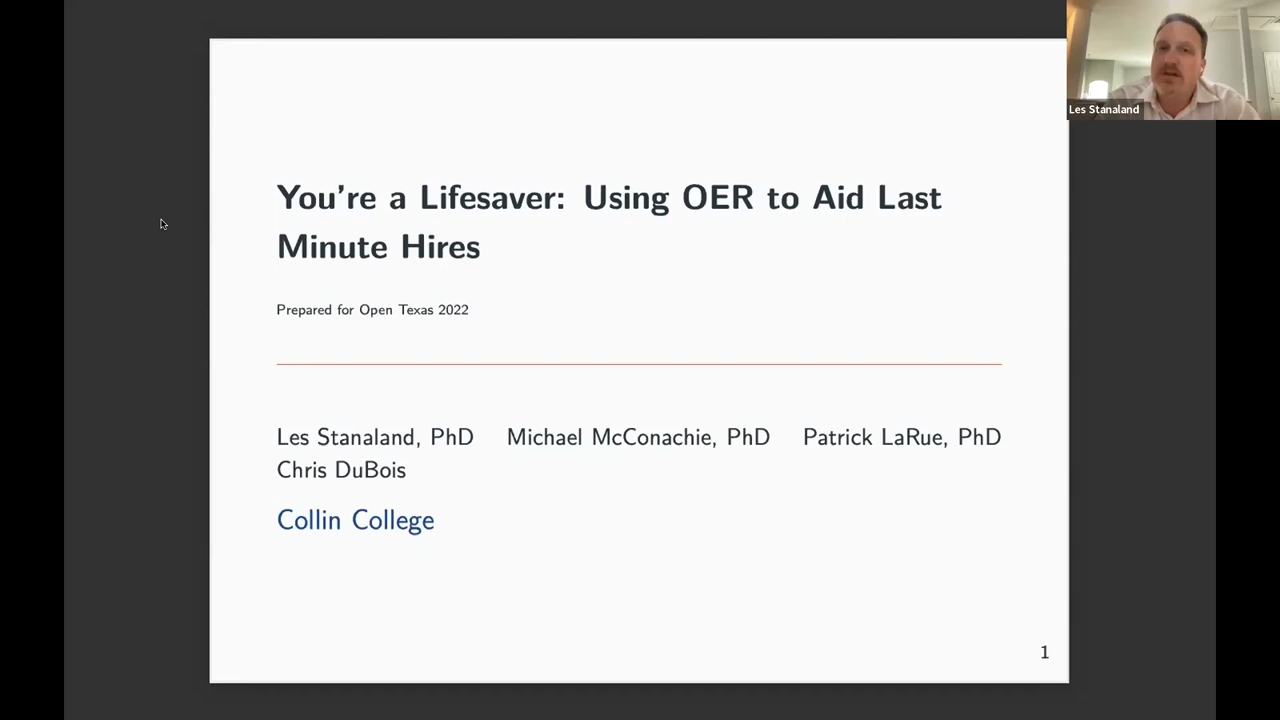 Les Stanaland
You're a Lifesaver: Using OER to Aid Last
Minute Hires
Prepared for Open Texas 2022
Les Stanaland, PhD Michael McConachie, PhD Patrick LaRue, PhD
Chris DuBois
Collin College
1